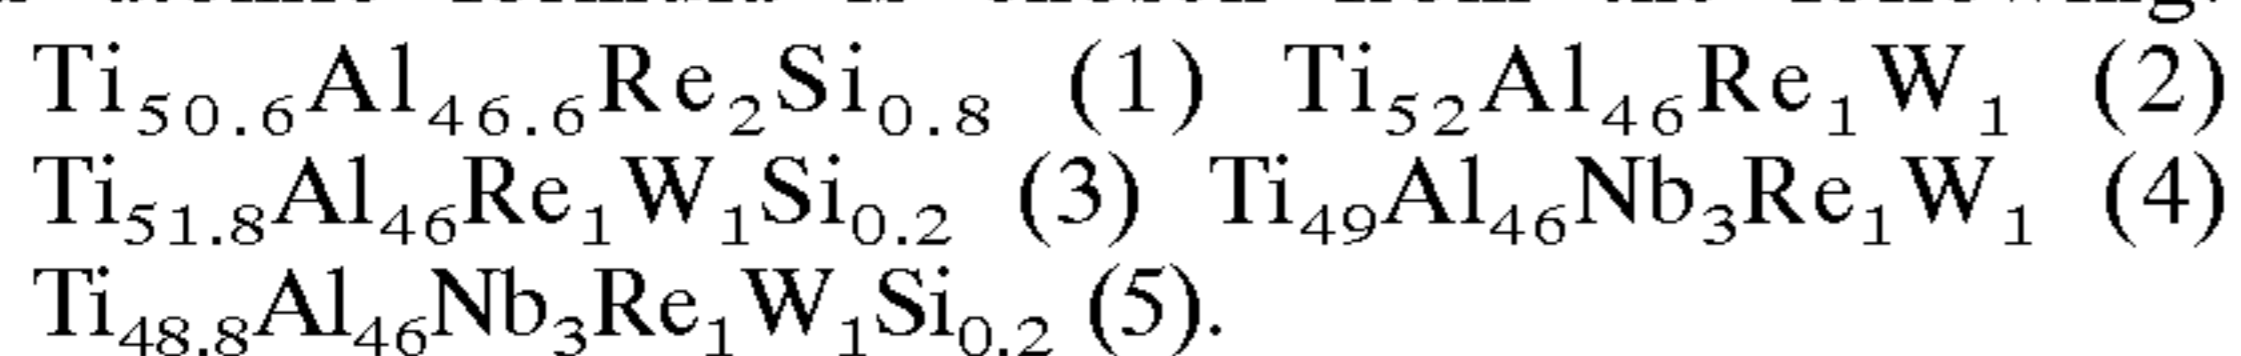 Ti₅₀.₆Al₄₆.₆Re₂Si₀.₈ (1) Ti₅₂Al₄₆Re₁W₁ (2)
Ti₅₁.₈Al₄₆Re₁W₁Si₀.₂ (3) Ti₄₉Al₄₆Nb₃Re₁W₁ (4)
Ti₄₈.₈Al₄₆Nb₃Re₁W₁Si₀.₂ (5).